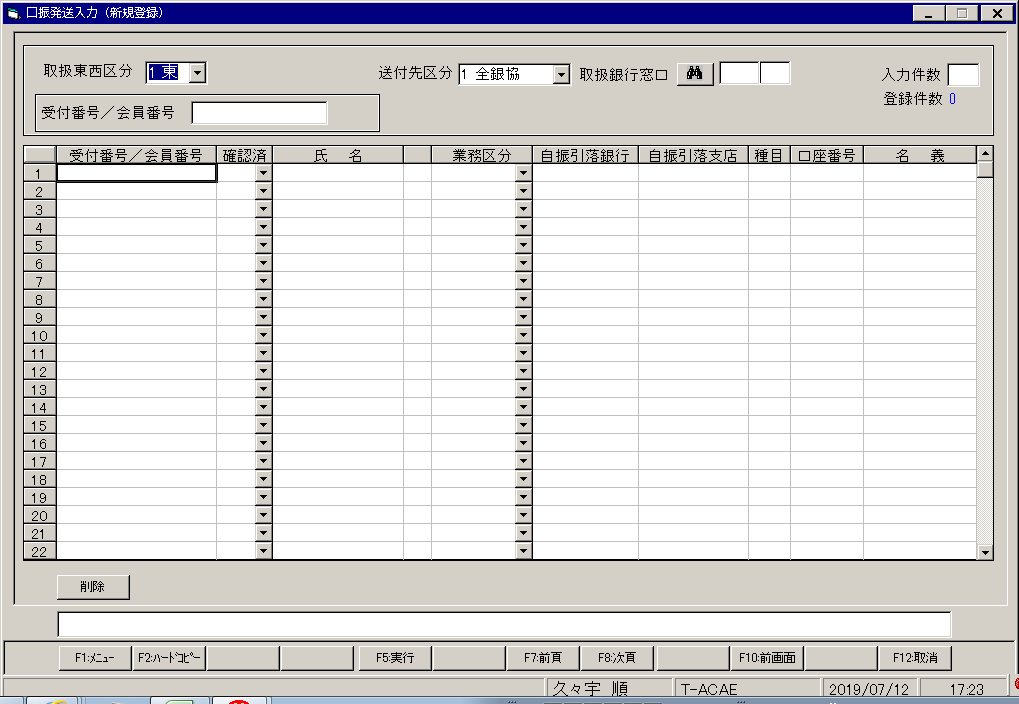 口振発送入力（新規登録）
取扱東西区分 1 東 送付先区分 1 全銀協 取扱銀行窓口 入力件数
登録件数 0
受付番号／会員番号
受付番号／会員番号 確認済 氏 名 業務区分 自振引落銀行 自振引落支店 種目 口座番号 名 義
1
2
3
4
5
6
7
8
9
10
11
12
13
14
15
16
17
18
19
20
21
22
削除
F1:ﾒﾆｭｰ F2:ﾊｰﾄﾞｺﾋﾟｰ F5:実行 F7:前頁 F8:次頁 F10:前画面 F12:取消
久々宇 順 T-ACAE 2019/07/12 17:23